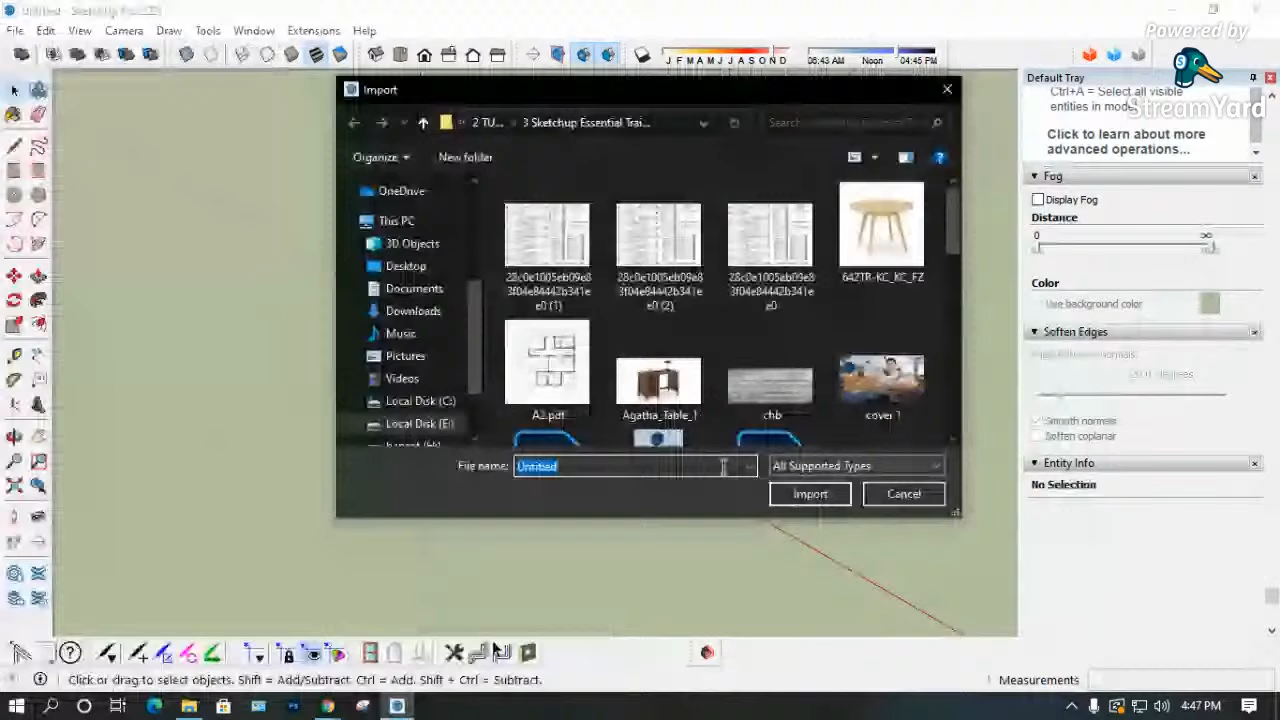 Untitled - SketchUp Pro
File
Edit
View
Camera
Draw
Tools
Window
Extensions
Help
Powered by
StreamYard
J F M A M J J A S O N D
06:43 AM
Noon
04:45 PM
Default Tray
Ctrl+A = Select all visible
entities in mode
Click to learn about more
advanced operations...
Fog
Display Fog
Distance
0
∞
Color
Use background color
Soften Edges
Smooth normals
Soften coplanar
Entity Info
No Selection
Import
2 TU...
3 Sketchup Essential Trai...
Organize
New folder
OneDrive
This PC
3D Objects
Desktop
Documents
Downloads
Music
Pictures
Videos
Local Disk (C:)
Local Disk (E:)
28c0e1005eb09e8
3f04e84442b341e
e0 (1)
28c0e1005eb09e8
3f04e84442b341e
e0 (2)
28c0e1005eb09e8
3f04e84442b341e
e0
642TR-KC_KC_FZ
A2.pdf
Agatha_Table_1
chb
cover 1
File name:
Untitled
All Supported Types
Import
Cancel
Click or drag to select objects. Shift = Add/Subtract. Ctrl = Add. Shift + Ctrl = Subtract.
Measurements
4:47 PM